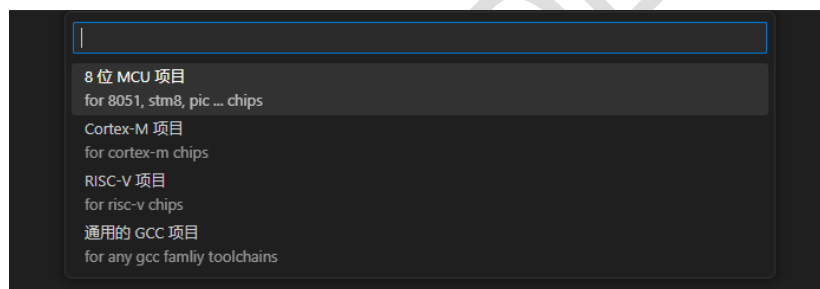 8 位 MCU 项目
for 8051, stm8, pic ... chips
Cortex-M 项目
for cortex-m chips
RISC-V 项目
for risc-v chips
通用的 GCC 项目
for any gcc famliy toolchains